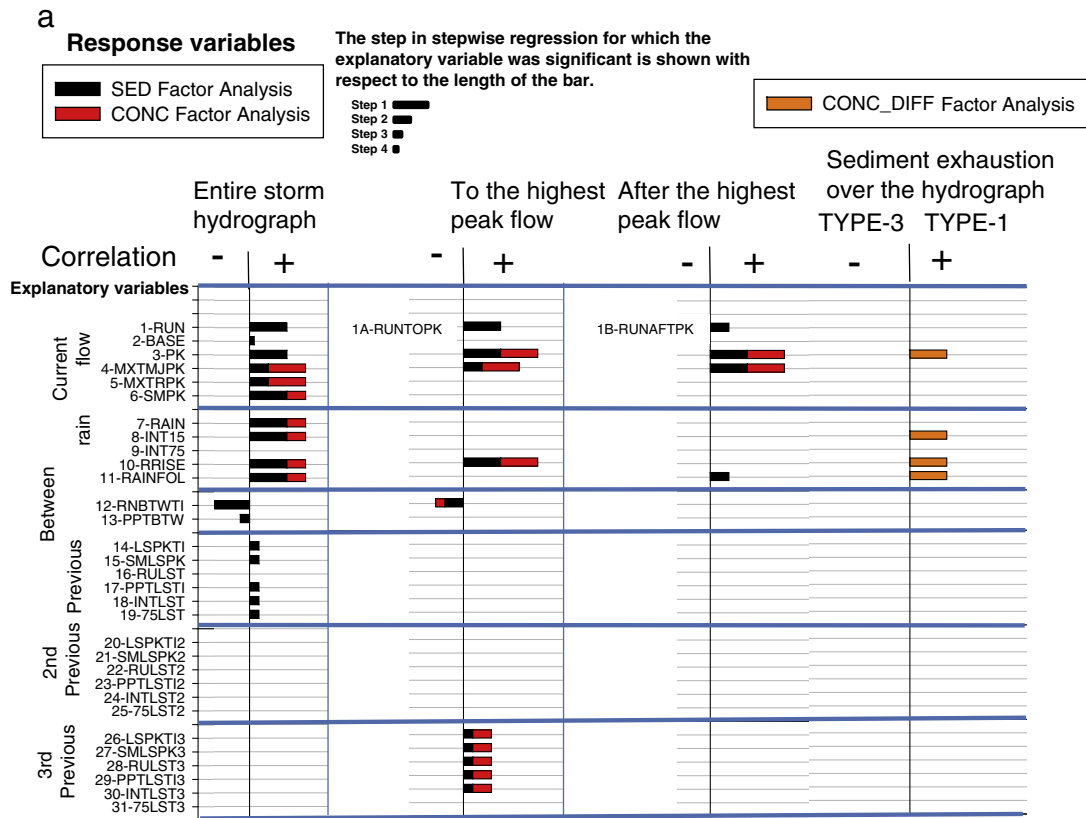 a
Response variables
SED Factor Analysis
CONC Factor Analysis
The step in stepwise regression for which the
explanatory variable was significant is shown with
respect to the length of the bar.
Step 1
Step 2
Step 3
Step 4
CONC_DIFF Factor Analysis
Entire storm
hydrograph
To the highest
peak flow
After the highest
peak flow
Sediment exhaustion
over the hydrograph
TYPE-3 TYPE-1
Correlation - + - + - + - +
Explanatory variables
Current
flow
1-RUN
1A-RUNTOPK
1B-RUNAFTPK
2-BASE
3-PK
4-MXTMJPK
5-MXTRPK
6-SMPK
rain
7-RAIN
8-INT15
9-INT75
10-RRISE
11-RAINFOL
Between
12-RNBTWTI
13-PPTBTW
Previous
14-LSPKTI
15-SMLSPK
16-RULST
17-PPTLSTI
18-INTLST
19-75LST
2nd
Previous
20-LSPKTI2
21-SMLSPK2
22-RULST2
23-PPTLSTI2
24-INTLST2
25-75LST2
3rd
Previous
26-LSPKTI3
27-SMLSPK3
28-RULST3
29-PPTLSTI3
30-INTLST3
31-75LST3